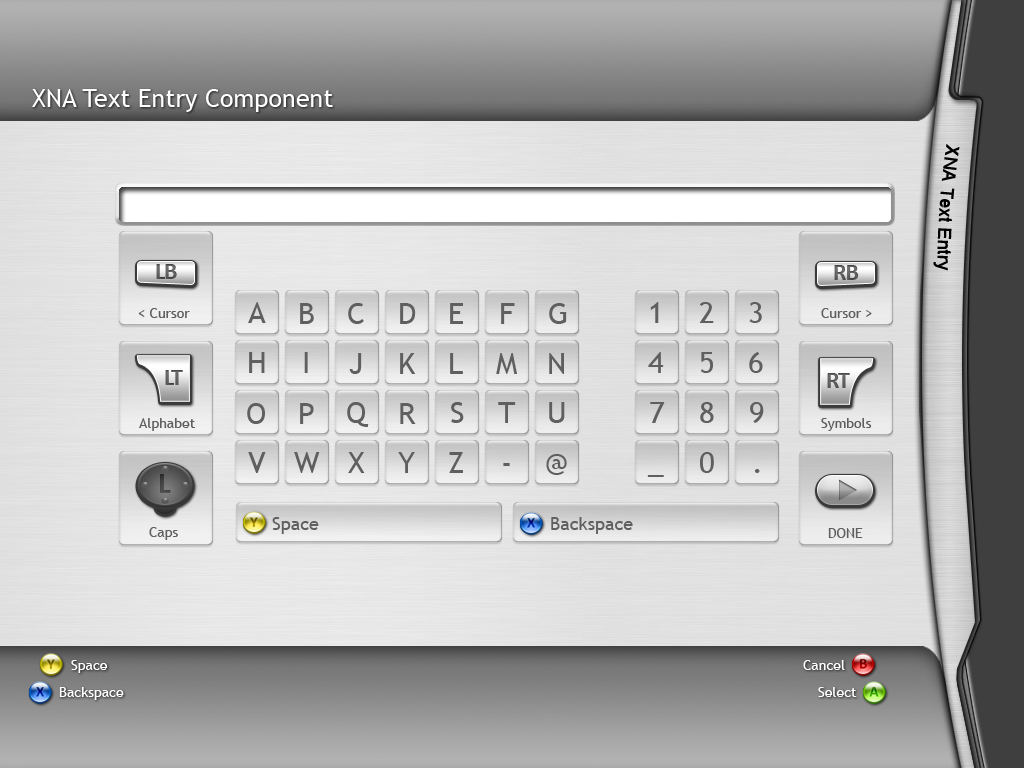 XNA Text Entry Component
XNA Text Entry
LB
< Cursor
RB
Cursor >
A B C D E F G 1 2 3
LT
Alphabet
H I J K L M N 4 5 6
RT
Symbols
O P Q R S T U 7 8 9
V W X Y Z - @ _ 0 .
L
Caps
Y Space
X Backspace
DONE
Y Space
X Backspace
Cancel B
Select A